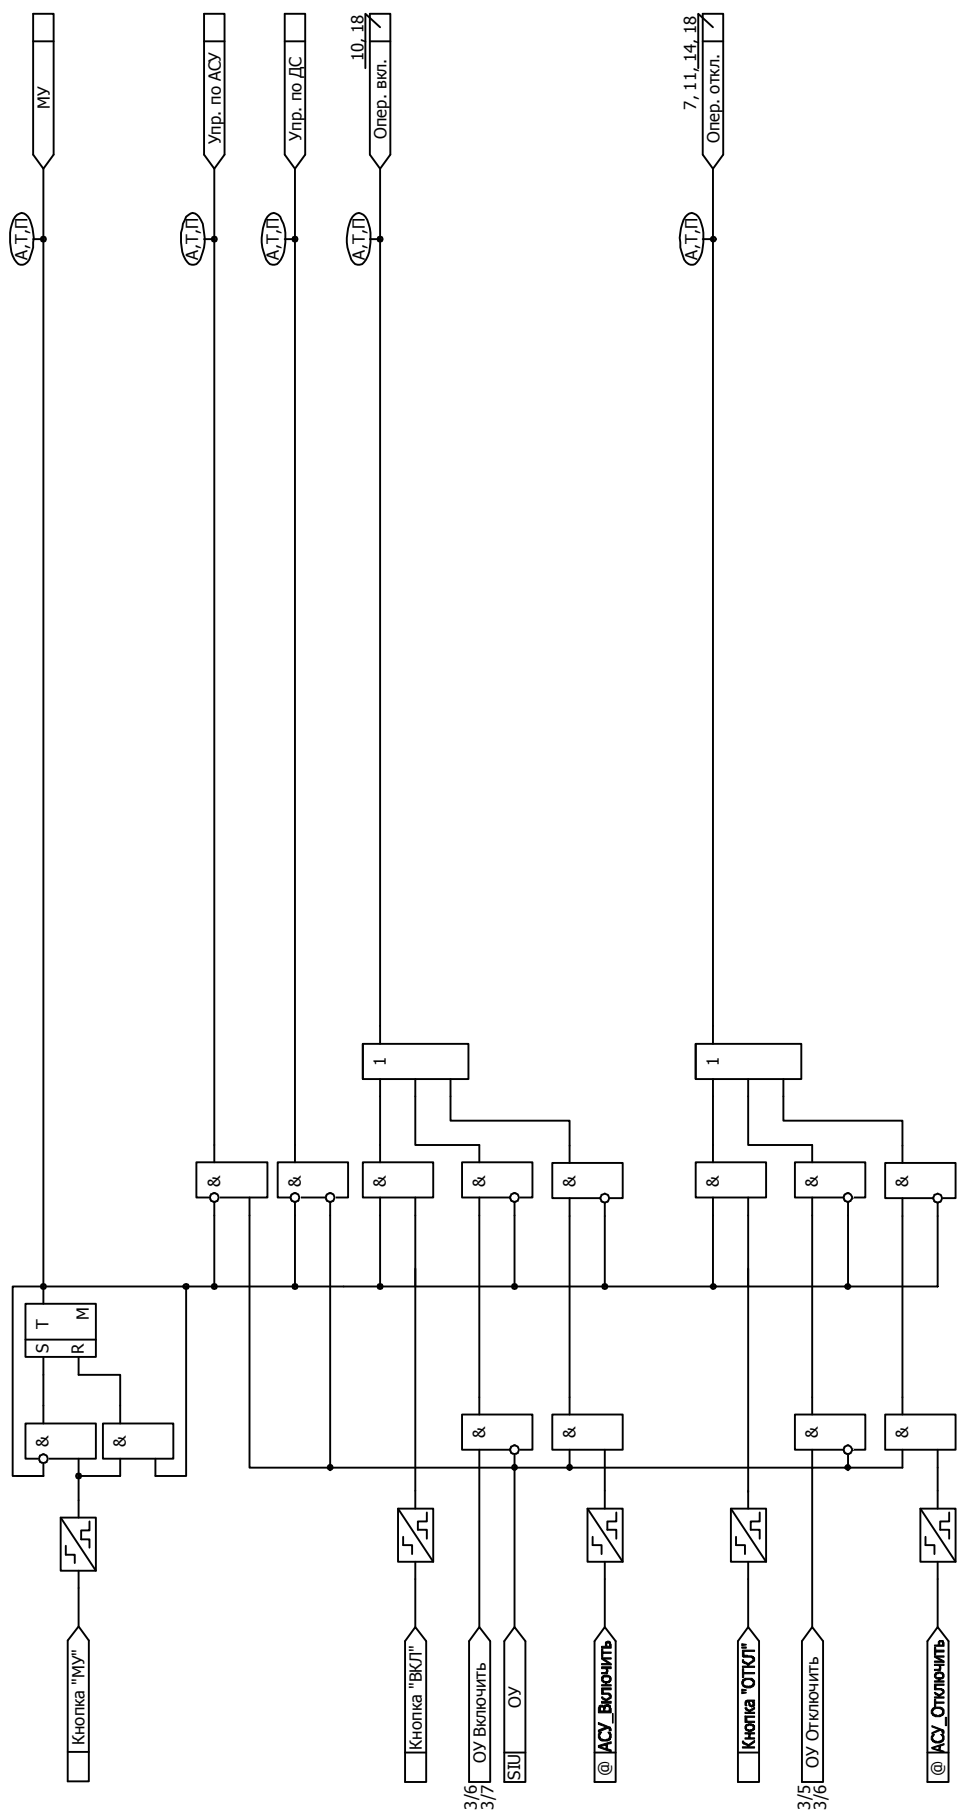 МУ
Упр. по АСУ
Упр. по ДС
10, 18
Опер. вкл.
7, 11, 14, 18
Опер. откл.
А,Т,П
А,Т,П
А,Т,П
А,Т,П
А,Т,П
1
1
&
&
&
&
&
&
&
&
T
M
S
R
&
&
&
&
&
&
Кнопка "МУ"
Кнопка "ВКЛ"
3/6
3/7
ОУ Включить
SIU
ОУ
@
АСУ_Включить
Кнопка "ОТКЛ"
3/5
3/6
ОУ Отключить
@
АСУ_Отключить